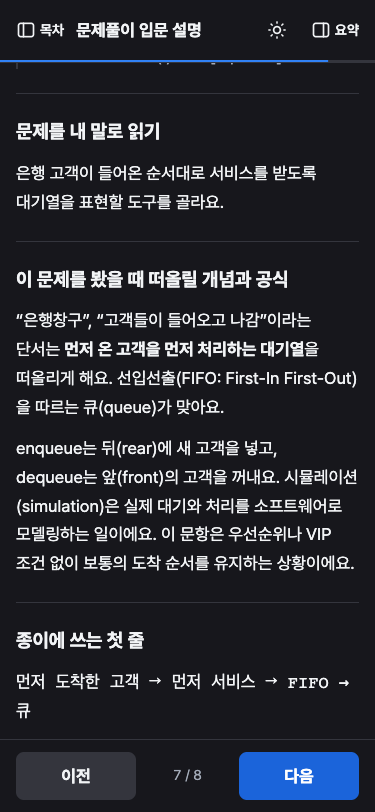 목차 문제풀이 입문 설명 요약
문제를 내 말로 읽기
은행 고객이 들어온 순서대로 서비스를 받도록
대기열을 표현할 도구를 골라요.
이 문제를 봤을 때 떠올릴 개념과 공식
“은행창구”, “고객들이 들어오고 나감”이라는
단서는 먼저 온 고객을 먼저 처리하는 대기열을
떠올리게 해요. 선입선출(FIFO: First-In First-Out)
을 따르는 큐(queue)가 맞아요.
enqueue는 뒤(rear)에 새 고객을 넣고,
dequeue는 앞(front)의 고객을 꺼내요. 시뮬레이션
(simulation)은 실제 대기와 처리를 소프트웨어로
모델링하는 일이에요. 이 문항은 우선순위나 VIP
조건 없이 보통의 도착 순서를 유지하는 상황이에요.
종이에 쓰는 첫 줄
먼저 도착한 고객 → 먼저 서비스 → FIFO →
큐
이전 7 / 8 다음